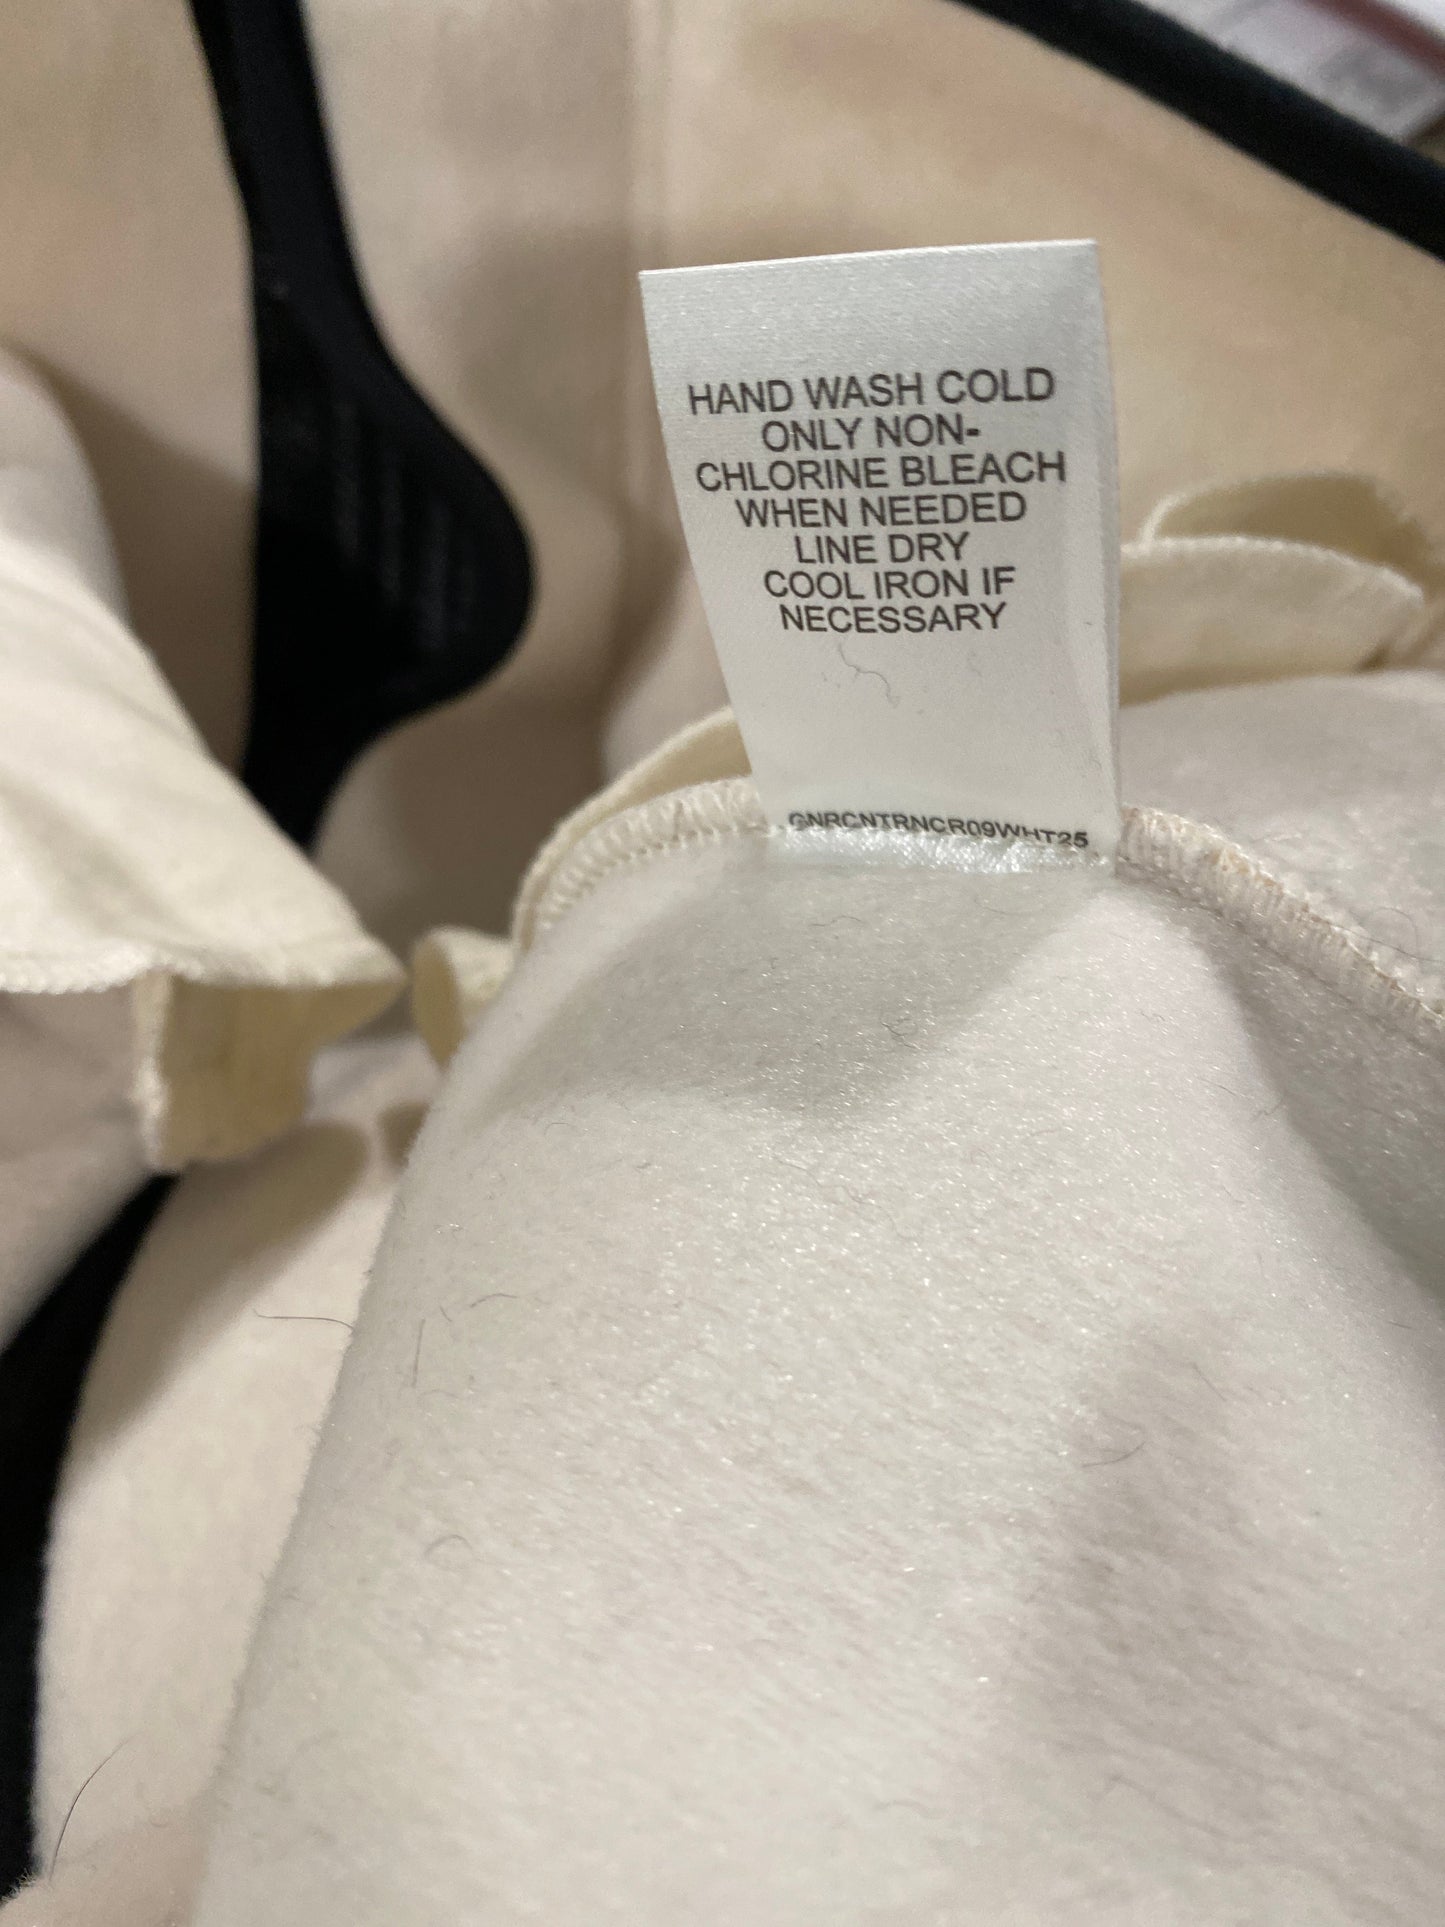 HAND WASH COLD
ONLY NON-
CHLORINE BLEACH
WHEN NEEDED
LINE DRY
COOL IRON IF
NECESSARY
GNRCNTRNCR09WHT25